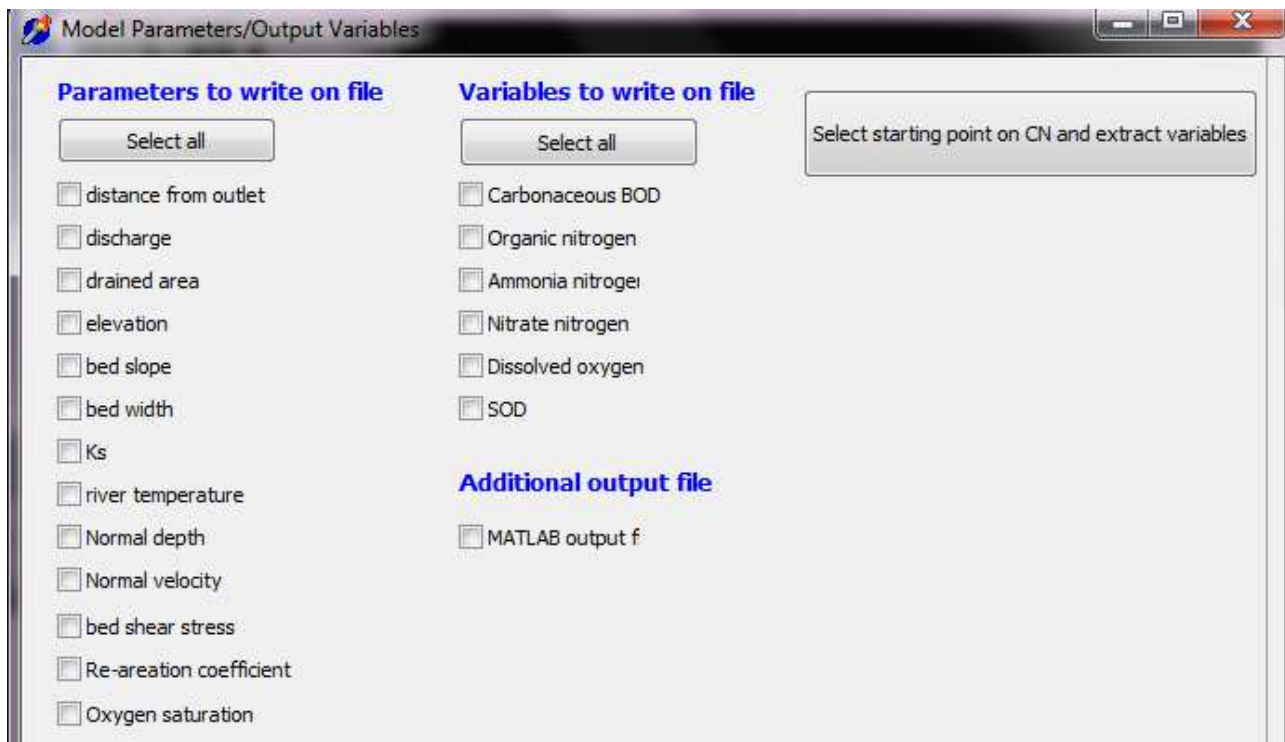 Model Parameters/Output Variables
Parameters to write on file
Select all
distance from outlet
discharge
drained area
elevation
bed slope
bed width
Ks
river temperature
Normal depth
Normal velocity
bed shear stress
Re-areation coefficient
Oxygen saturation
Variables to write on file
Select all
Carbonaceous BOD
Organic nitrogen
Ammonia nitroger
Nitrate nitrogen
Dissolved oxygen
SOD
Additional output file
MATLAB output f
Select starting point on CN and extract variables